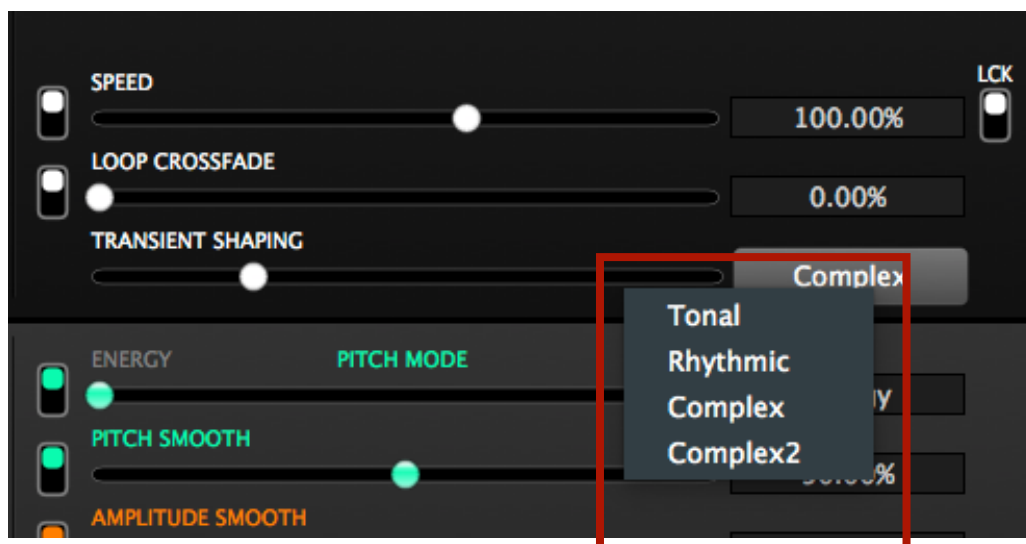 SPEED
LCK
100.00%
LOOP CROSSFADE
0.00%
TRANSIENT SHAPING
Complex
Tonal
ENERGY
PITCH MODE
Rhythmic
Complex
PITCH SMOOTH
Complex2
AMPLITUDE SMOOTH